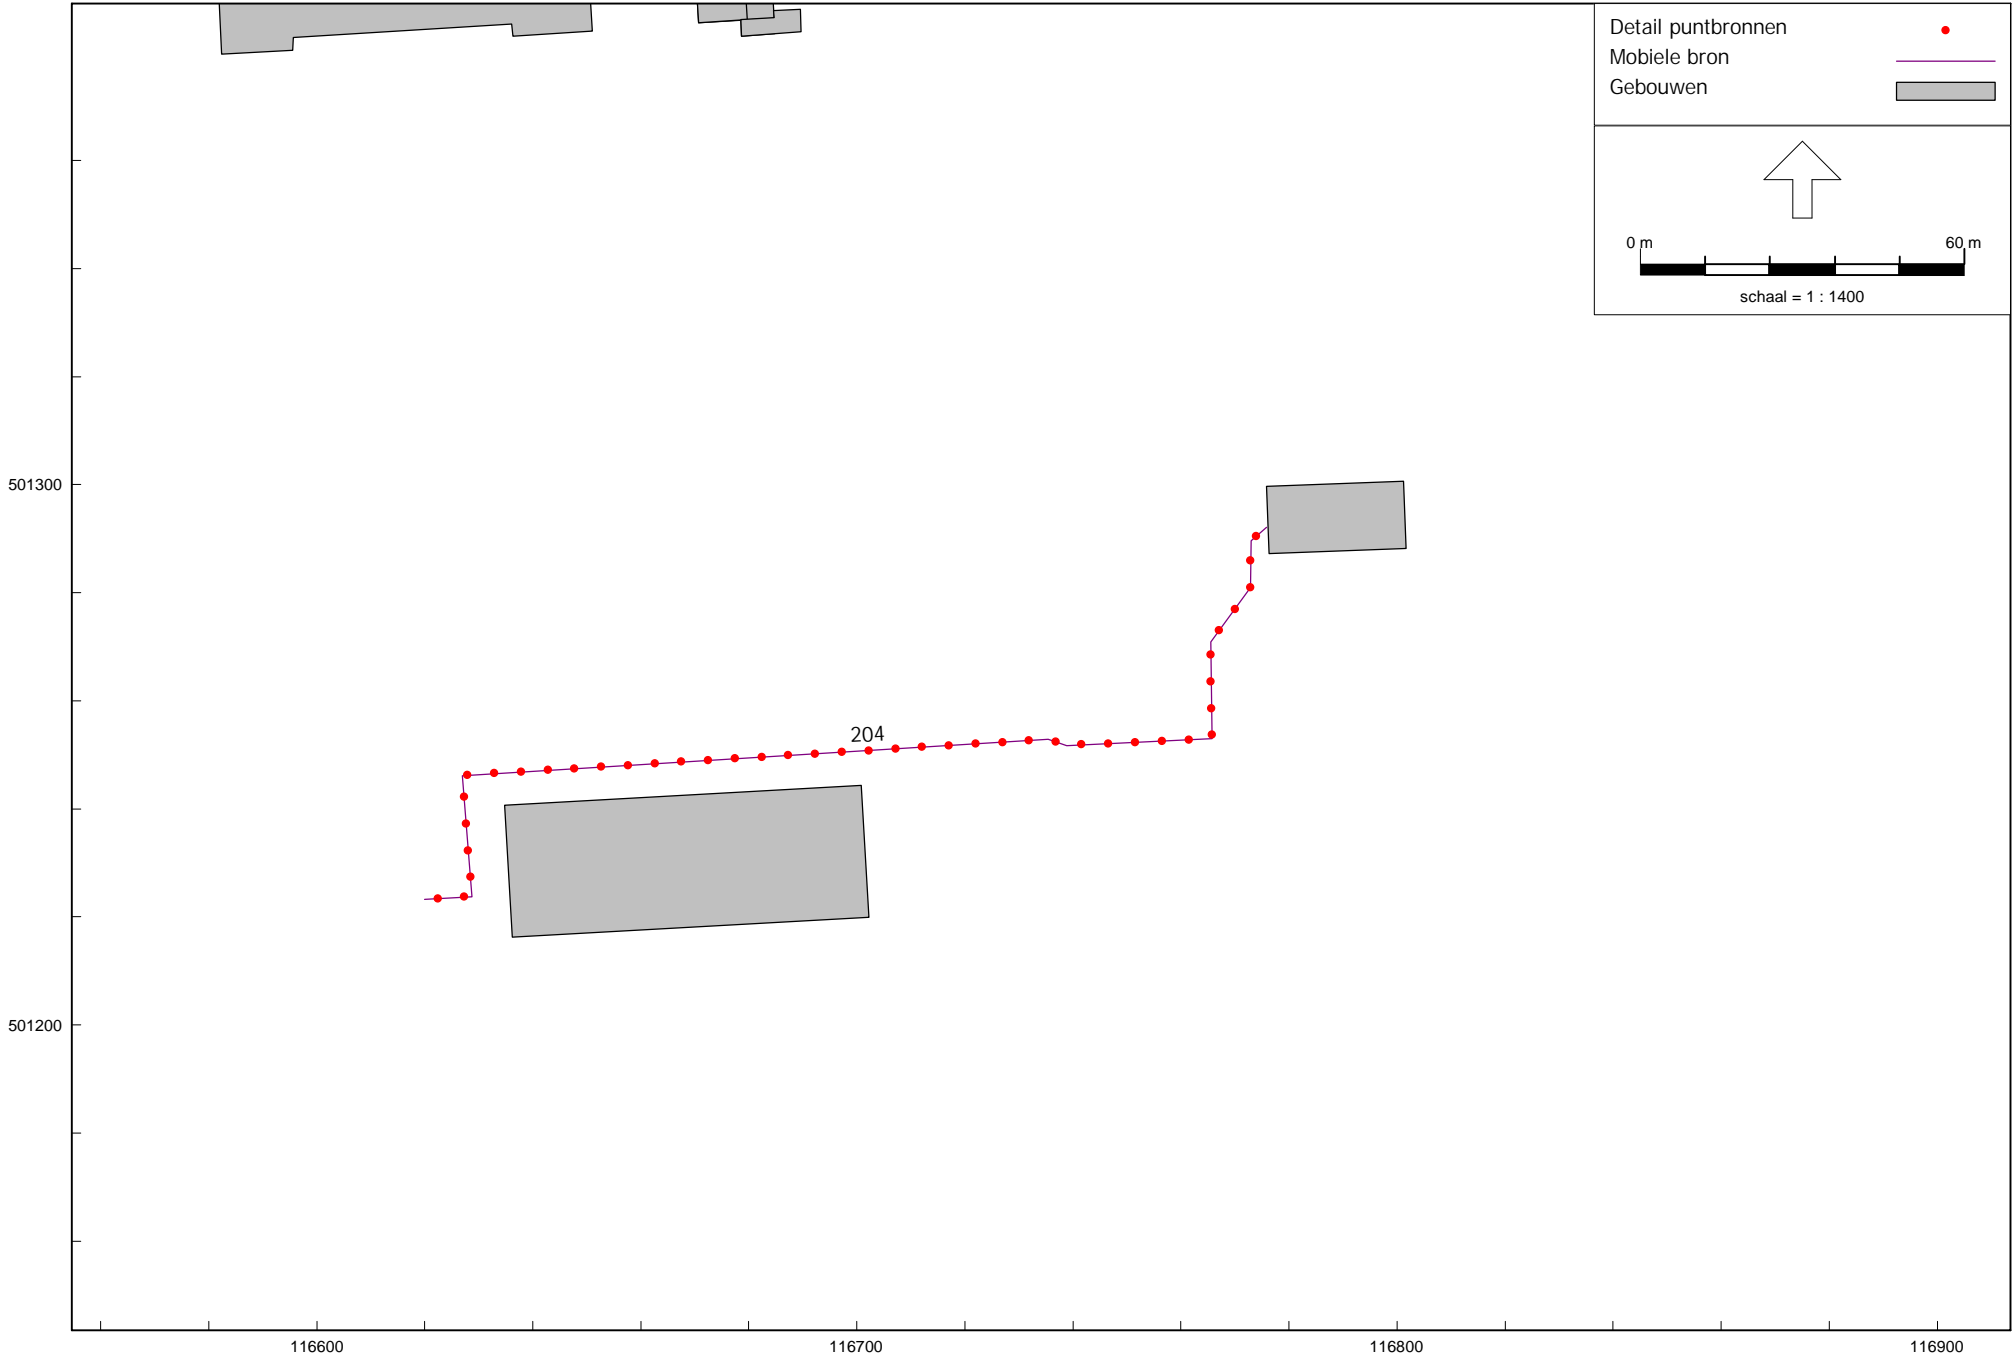 Detail puntbronnen
Mobiele bron
Gebouwen
0 m 60 m
schaal = 1 : 1400
501300
204
501200
116600 116700 116800 116900